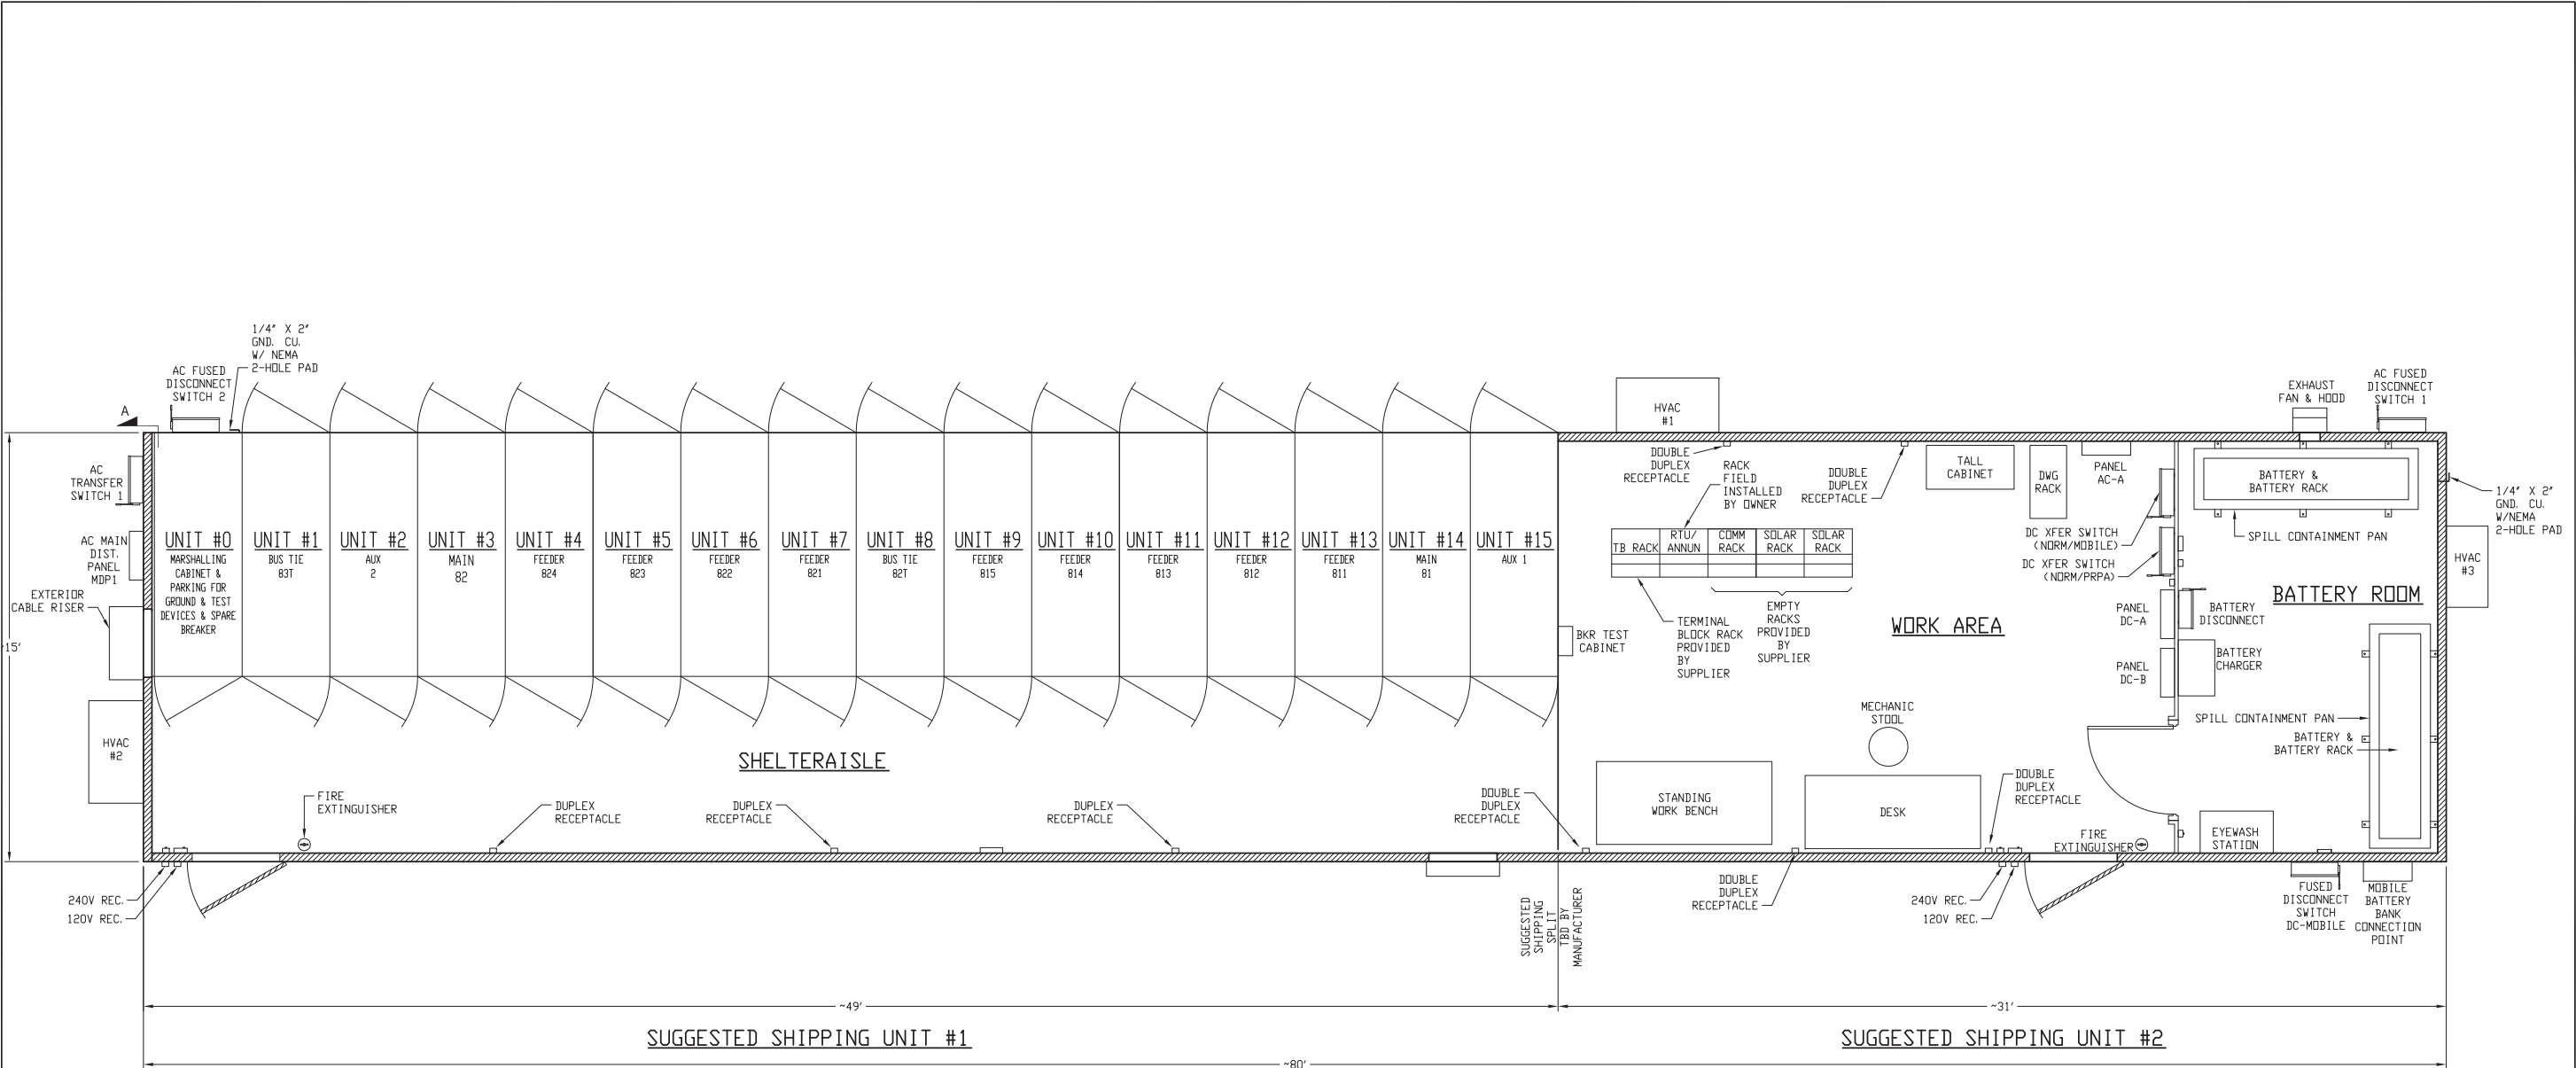 1/4" X 2"
GND. CU.
W/ NEMA
2-HOLE PAD
AC FUSED
DISCONNECT
SWITCH 2
A
HVAC
#1
EXHAUST
FAN & HOOD
AC FUSED
DISCONNECT
SWITCH 1
~15'
AC
TRANSFER
SWITCH 1
AC MAIN
DIST.
PANEL
MDP1
EXTERIOR
CABLE RISER
HVAC
#2
UNIT #0
MARSHALLING
CABINET &
PARKING FOR
GROUND & TEST
DEVICES & SPARE
BREAKER
UNIT #1
BUS TIE
83T
UNIT #2
AUX
2
UNIT #3
MAIN
82
UNIT #4
FEEDER
824
UNIT #5
FEEDER
823
UNIT #6
FEEDER
822
UNIT #7
FEEDER
821
UNIT #8
BUS TIE
82T
UNIT #9
FEEDER
815
UNIT #10
FEEDER
814
UNIT #11
FEEDER
813
UNIT #12
FEEDER
812
UNIT #13
FEEDER
811
UNIT #14
MAIN
81
UNIT #15
AUX 1
DOUBLE
DUPLEX
RECEPTACLE
RACK
FIELD
INSTALLED
BY OWNER
DOUBLE
DUPLEX
RECEPTACLE
TALL
CABINET
DWG
RACK
PANEL
AC-A
TB RACK
RTU/
ANNUN
COMM
RACK
SOLAR
RACK
SOLAR
RACK
DC XFER SWITCH
(NORM/MOBILE)
DC XFER SWITCH
(NORM/PRPA)
BATTERY &
BATTERY RACK
SPILL CONTAINMENT PAN
1/4" X 2"
GND. CU.
W/NEMA
2-HOLE PAD
HVAC
#3
BATTERY ROOM
BKR TEST
CABINET
TERMINAL
BLOCK RACK
PROVIDED
BY
SUPPLIER
EMPTY
RACKS
PROVIDED
BY
SUPPLIER
WORK AREA
PANEL
DC-A
BATTERY
DISCONNECT
PANEL
DC-B
BATTERY
CHARGER
MECHANIC
STOOL
SPILL CONTAINMENT PAN
BATTERY &
BATTERY RACK
SHELTERAISLE
FIRE
EXTINGUISHER
DUPLEX
RECEPTACLE
DUPLEX
RECEPTACLE
DUPLEX
RECEPTACLE
DOUBLE
DUPLEX
RECEPTACLE
STANDING
WORK BENCH
DESK
DOUBLE
DUPLEX
RECEPTACLE
FIRE
EXTINGUISHER
EYEWASH
STATION
240V REC.
120V REC.
SUGGESTED
SHIPPING
SPLIT
TBD BY
MANUFACTURER
DOUBLE
DUPLEX
RECEPTACLE
240V REC.
120V REC.
FUSED
DISCONNECT
SWITCH
DC-MOBILE
MOBILE
BATTERY
BANK
CONNECTION
POINT
~49'
~31'
SUGGESTED SHIPPING UNIT #1
SUGGESTED SHIPPING UNIT #2
~80'